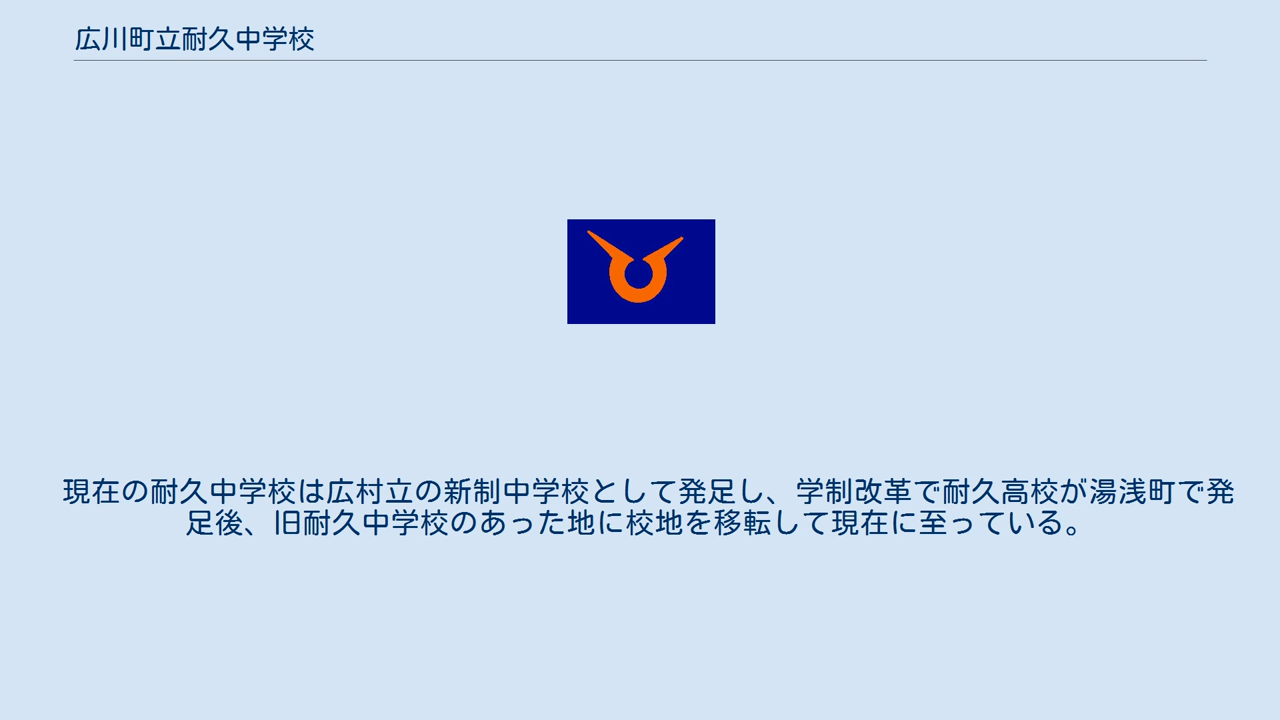 広川町立耐久中学校
現在の耐久中学校は広村立の新制中学校として発足し、学制改革で耐久高校が湯浅町で発
足後、旧耐久中学校のあった地に校地を移転して現在に至っている。